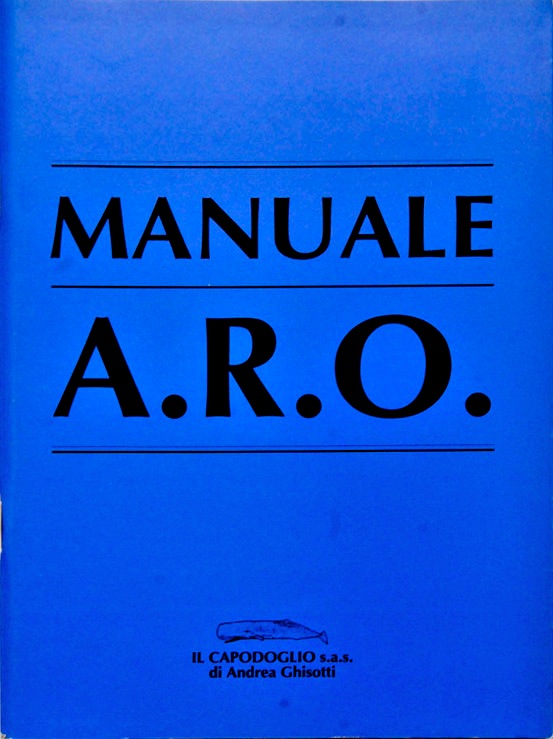 MANUALE
A.R.O.
IL CAPODOGLIO s.a.s.
di Andrea Ghisotti